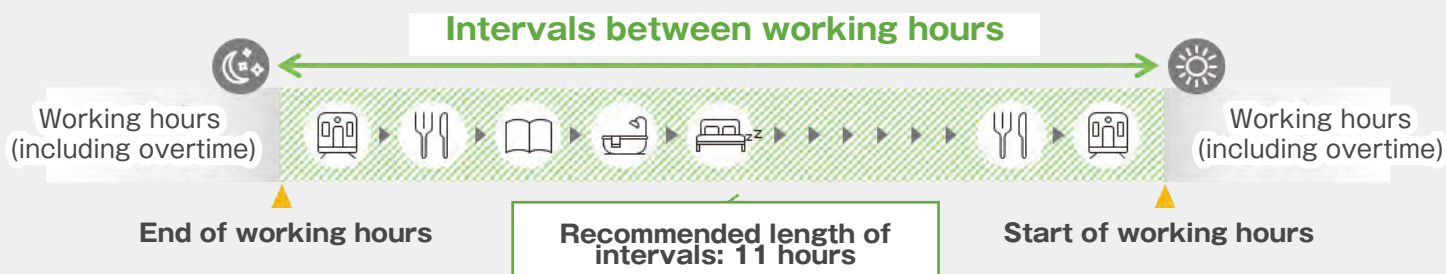 Intervals between working hours
Working hours
(including overtime)
zz
Working hours
(including overtime)
End of working hours
Recommended length of
intervals: 11 hours
Start of working hours